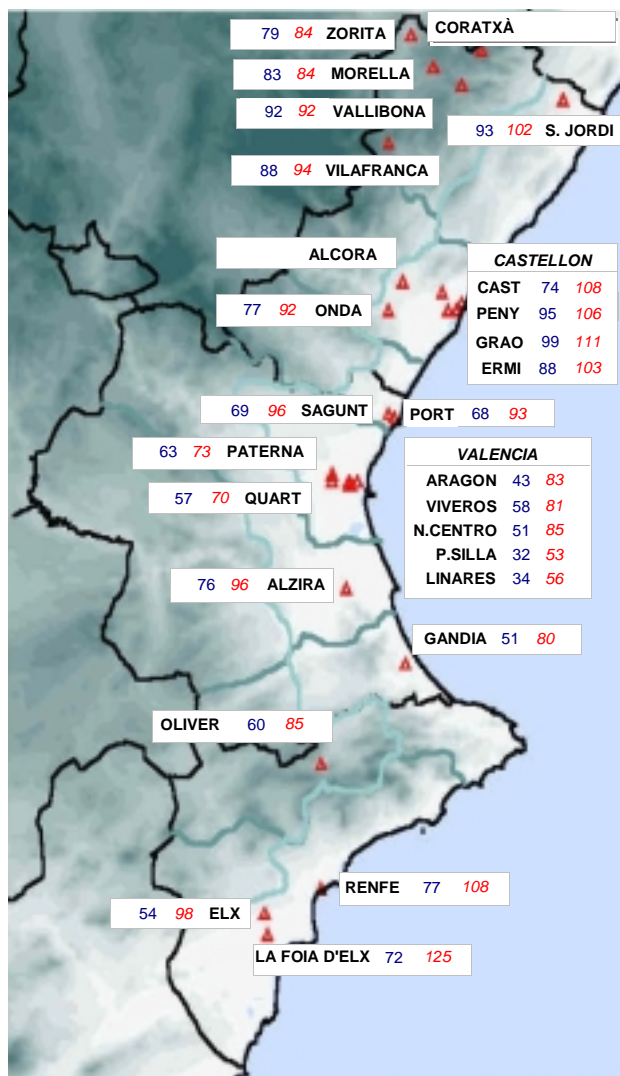 79 84 ZORITA
CORATXÀ
83 84 MORELLA
92 92 VALLIBONA
93 102 S. JORDI
88 94 VILAFRANCA
ALCORA
77 92 ONDA
CASTELLON
CAST 74 108
PENY 95 106
GRAO 99 111
ERMI 88 103
69 96 SAGUNT
PORT 68 93
63 73 PATERNA
57 70 QUART
VALENCIA
ARAGON 43 83
VIVEROS 58 81
N.CENTRO 51 85
P.SILLA 32 53
LINARES 34 56
76 96 ALZIRA
GANDIA 51 80
OLIVER 60 85
RENFE 77 108
54 98 ELX
LA FOIA D'ELX 72 125